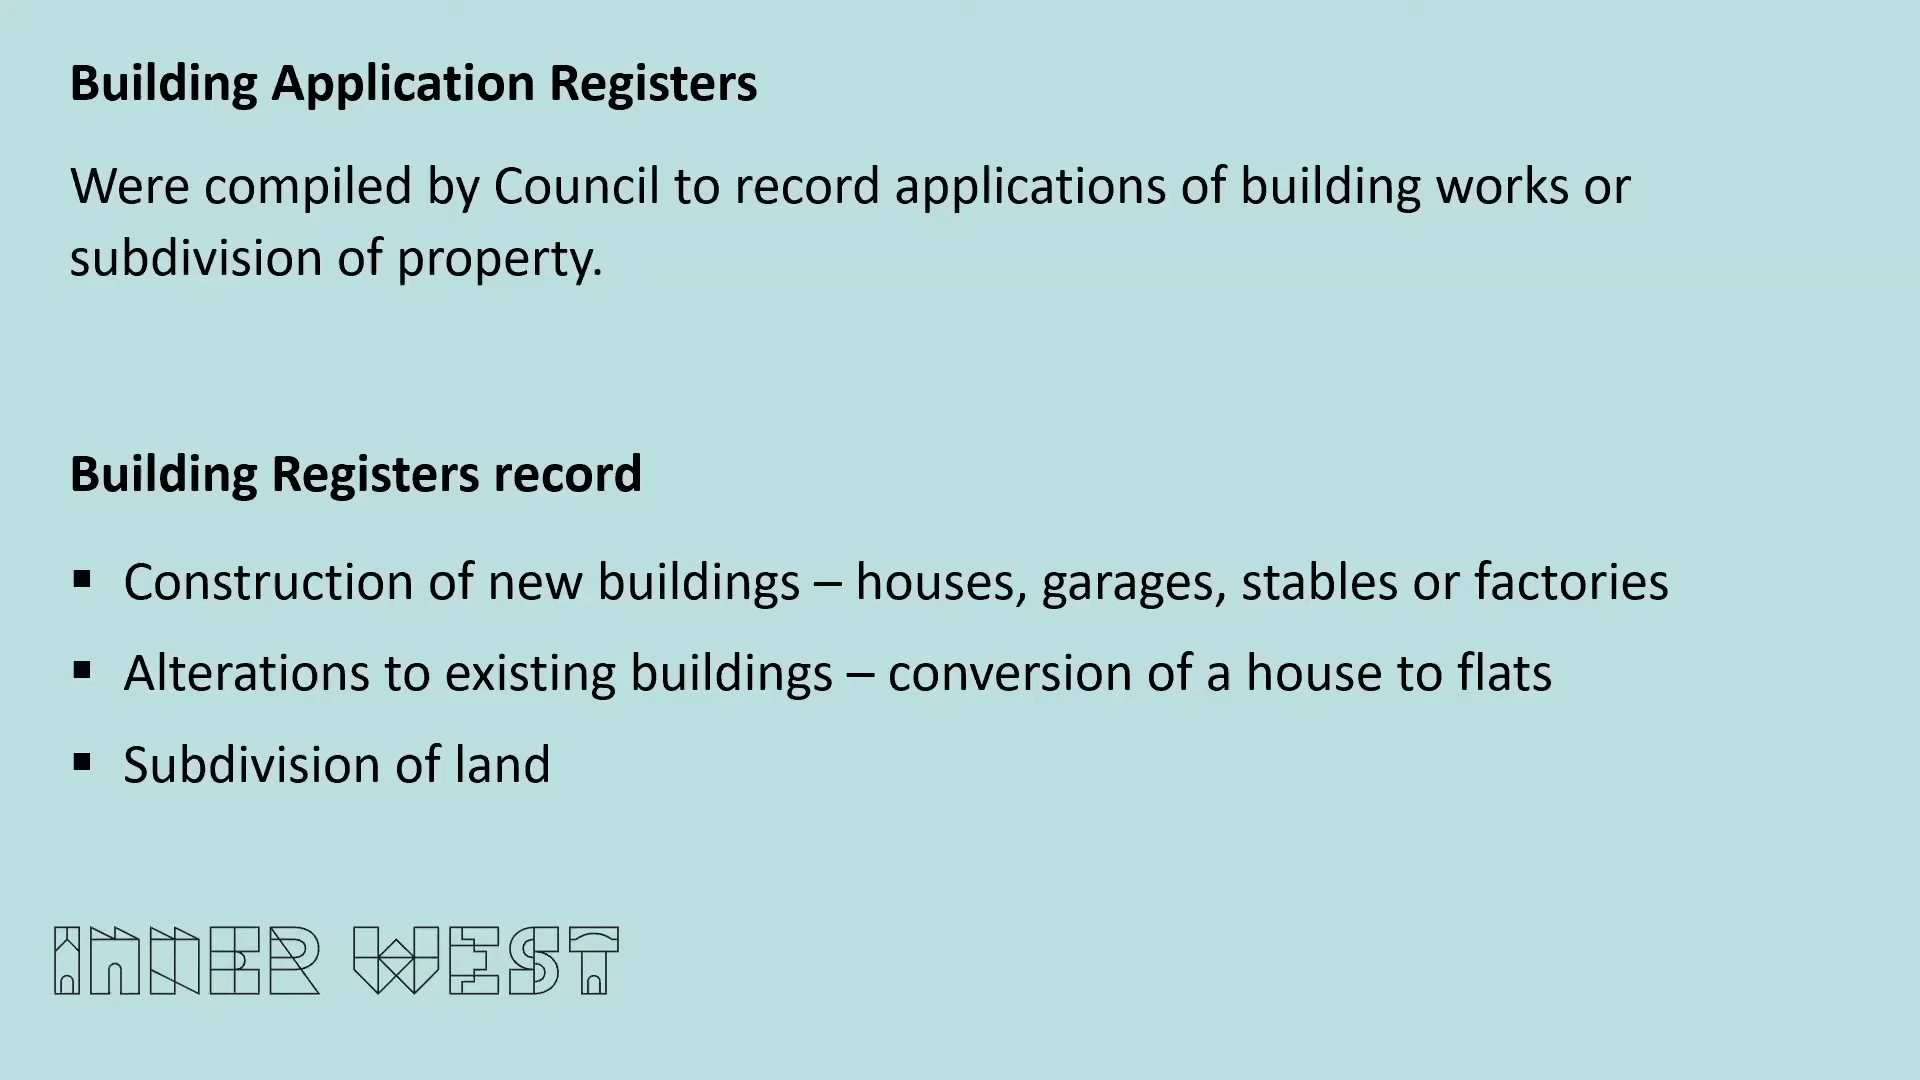 Building Application Registers
Were compiled by Council to record applications of building works or
subdivision of property.
Building Registers record
▪ Construction of new buildings – houses, garages, stables or factories
▪ Alterations to existing buildings – conversion of a house to flats
▪ Subdivision of land
INNER WEST